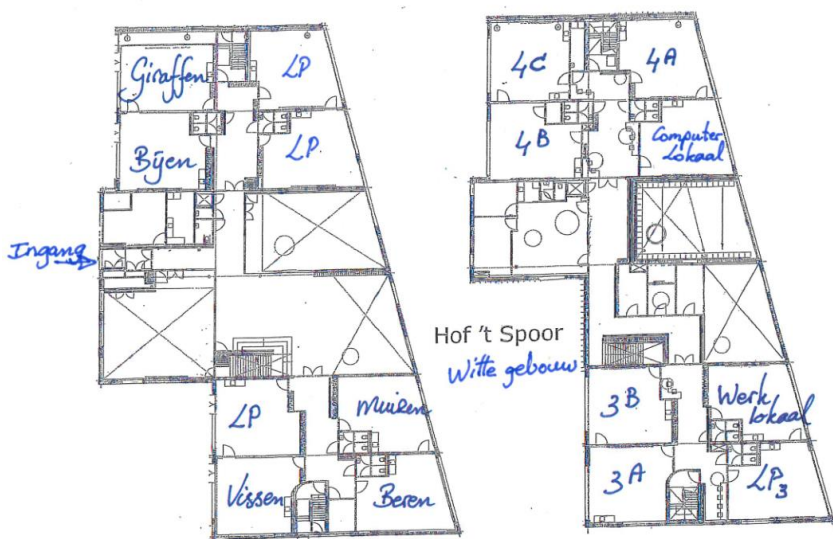 Giraffen
LP
Bijen
LP
Ingang
LP
Muizen
Vissen
Beren
Hof 't Spoor
Witte gebouw
4C
4A
4B
Computer
Lokaal
3B
Werk
lokaal
3A
LP3